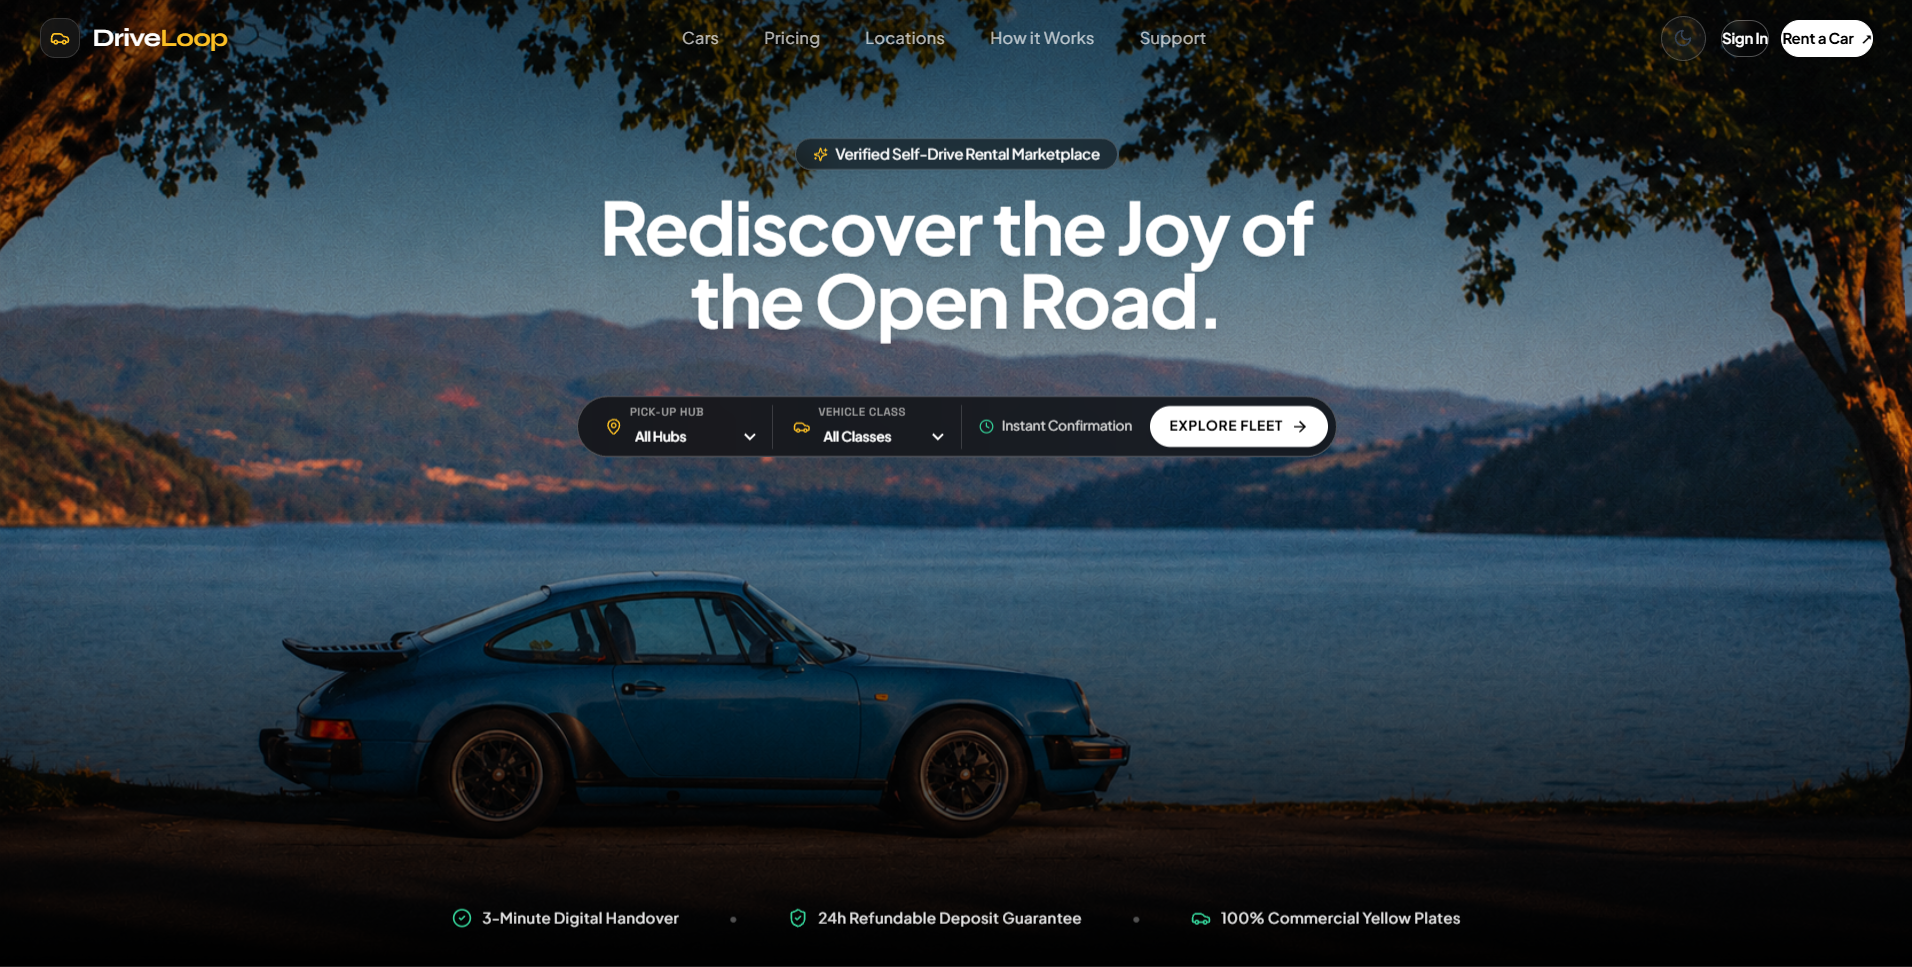 DriveLoop
Cars
Pricing
Locations
How it Works
Support
Sign In
Rent a Car ↗
Verified Self-Drive Rental Marketplace
Rediscover the Joy of
the Open Road.
PICK-UP HUB
All Hubs
VEHICLE CLASS
All Classes
Instant Confirmation
EXPLORE FLEET →
3-Minute Digital Handover
24h Refundable Deposit Guarantee
100% Commercial Yellow Plates